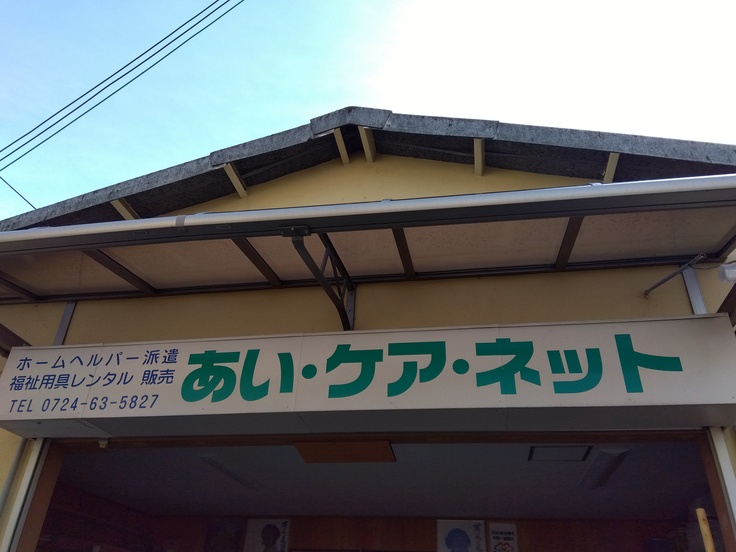 ホームヘルパー派遣
福祉用具レンタル 販売
TEL 0724-63-5827
あい・ケア・ネット